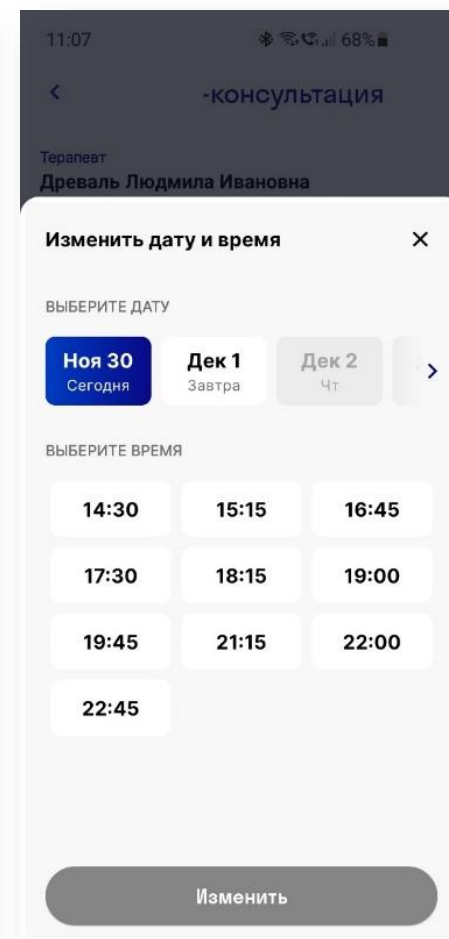 11:07 68%
-консультация
Терапевт
Древаль Людмила Ивановна
Изменить дату и время
ВЫБЕРИТЕ ДАТУ
Ноя 30 Дек 1 Дек 2
Сегодня Завтра Чт
ВЫБЕРИТЕ ВРЕМЯ
14:30 15:15 16:45
17:30 18:15 19:00
19:45 21:15 22:00
22:45
Изменить